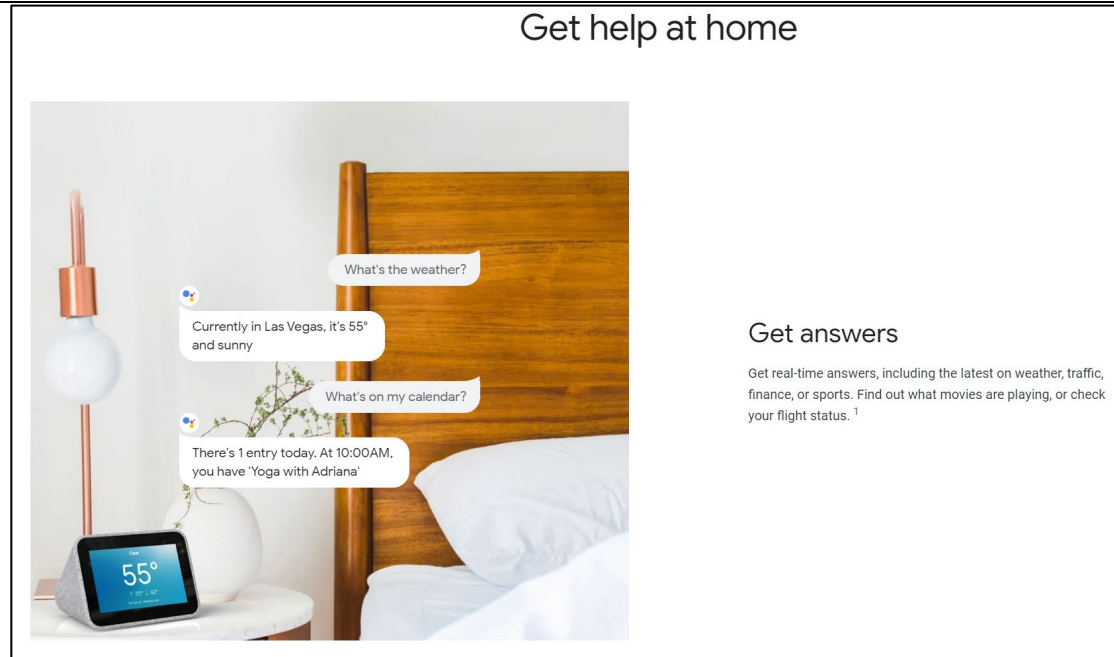 Get help at home
What's the weather?
Currently in Las Vegas, it's 55°
and sunny
What's on my calendar?
There's 1 entry today. At 10:00AM,
you have 'Yoga with Adriana'
Clear
55°
Get answers
Get real-time answers, including the latest on weather, traffic,
finance, or sports. Find out what movies are playing, or check
your flight status. 1